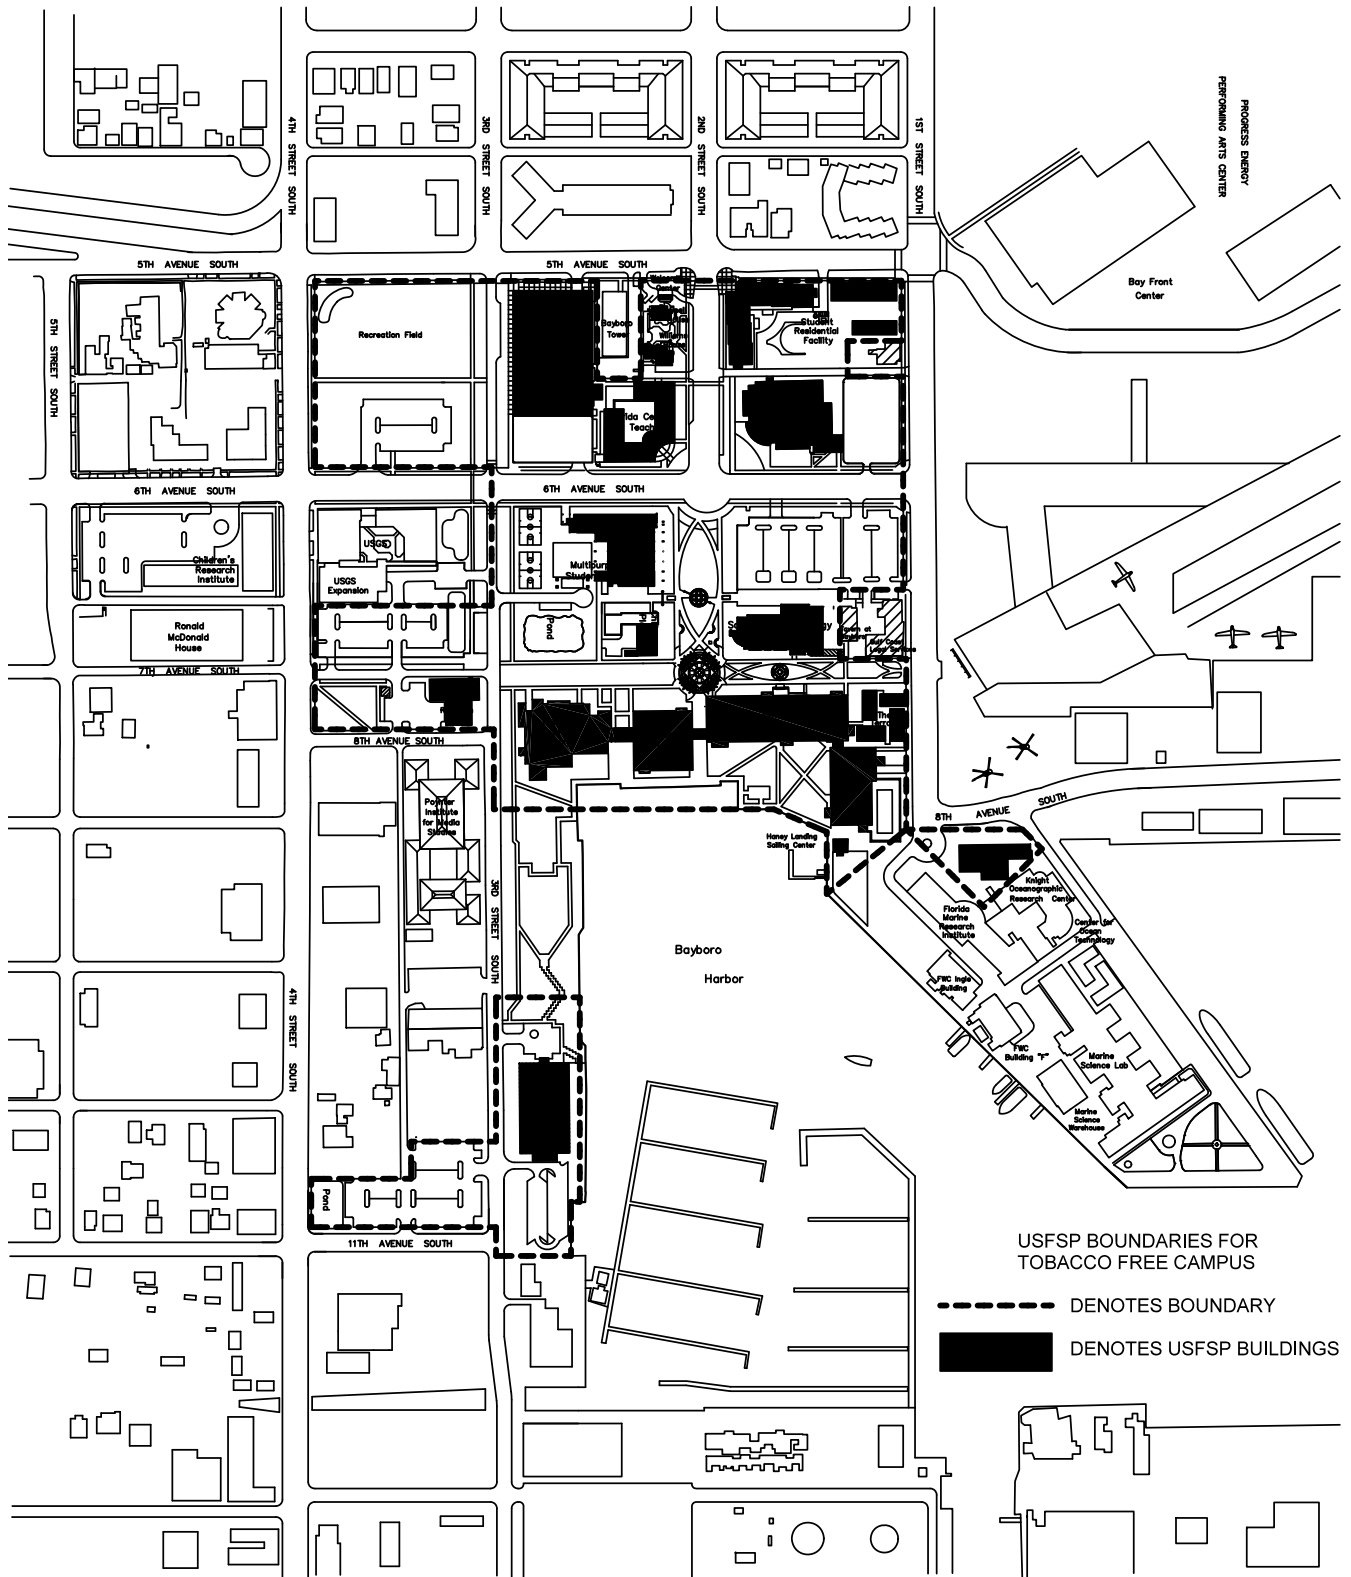 PROGRESS ENERGY
PERFORMING ARTS CENTER
4TH STREET SOUTH
3RD STREET SOUTH
2ND STREET SOUTH
1ST STREET SOUTH
5TH AVENUE SOUTH
5TH AVENUE SOUTH
Bay Front
Center
5TH STREET SOUTH
Recreation Field
Bayboro
Tower
Student
Residential
Facility
6TH AVENUE SOUTH
6TH AVENUE SOUTH
Children's
Research
Institute
USGS
USGS
Expansion
Pond
Ronald
McDonald
House
7TH AVENUE SOUTH
8TH AVENUE SOUTH
Poynter
Institute
for Media
Studies
Haney Landing
Sailing Center
8TH AVENUE SOUTH
Knight
Oceanographic
Research Center
Florida
Marine
Research
Institute
Center for
Ocean
Technology
3RD STREET SOUTH
Bayboro
Harbor
FWC Ingle
Building
4TH STREET SOUTH
FWC
Building "F"
Marine
Science Lab
Marine
Science
Warehouse
Pond
11TH AVENUE SOUTH
USFSP BOUNDARIES FOR
TOBACCO FREE CAMPUS
DENOTES BOUNDARY
DENOTES USFSP BUILDINGS